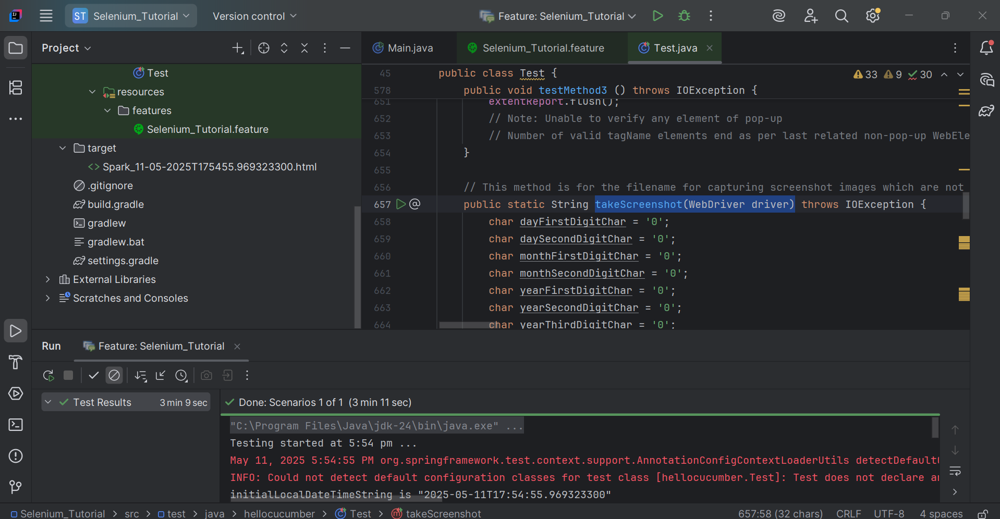 ST Selenium_Tutorial Version control Feature: Selenium_Tutorial
Project
Main.java Selenium_Tutorial.feature Test.java
Test
resources
features
Selenium_Tutorial.feature
target
Spark_11-05-2025T175455.969323300.html
.gitignore
build.gradle
gradlew
gradlew.bat
settings.gradle
External Libraries
Scratches and Consoles
33 9 30
45 public class Test {
578 public void testMethod3 () throws IOException {
651 extentReport.flush();
652 // Note: Unable to verify any element of pop-up
653 // Number of valid tagName elements end as per last related non-pop-up WebEle
654 }
655
656 // This method is for the filename for capturing screenshot images which are not
657 @ public static String takeScreenshot(WebDriver driver) throws IOException {
658 char dayFirstDigitChar = '0';
659 char daySecondDigitChar = '0';
660 char monthFirstDigitChar = '0';
661 char monthSecondDigitChar = '0';
662 char yearFirstDigitChar = '0';
663 char yearSecondDigitChar = '0';
664 char yearThirdDigitChar = '0';
Run Feature: Selenium_Tutorial
Test Results 3 min 9 sec
Done: Scenarios 1 of 1 (3 min 11 sec)
"C:\Program Files\Java\jdk-24\bin\java.exe" ...
Testing started at 5:54 pm ...
May 11, 2025 5:54:55 PM org.springframework.test.context.support.AnnotationConfigContextLoaderUtils detectDefault
INFO: Could not detect default configuration classes for test class [hellocucumber.Test]: Test does not declare a
initialLocalDateTimeString is "2025-05-11T17:54:55.969323300"
Selenium_Tutorial > src > test > java > hellocucumber > Test > takeScreenshot
657:58 (32 chars) CRLF UTF-8 4 spaces